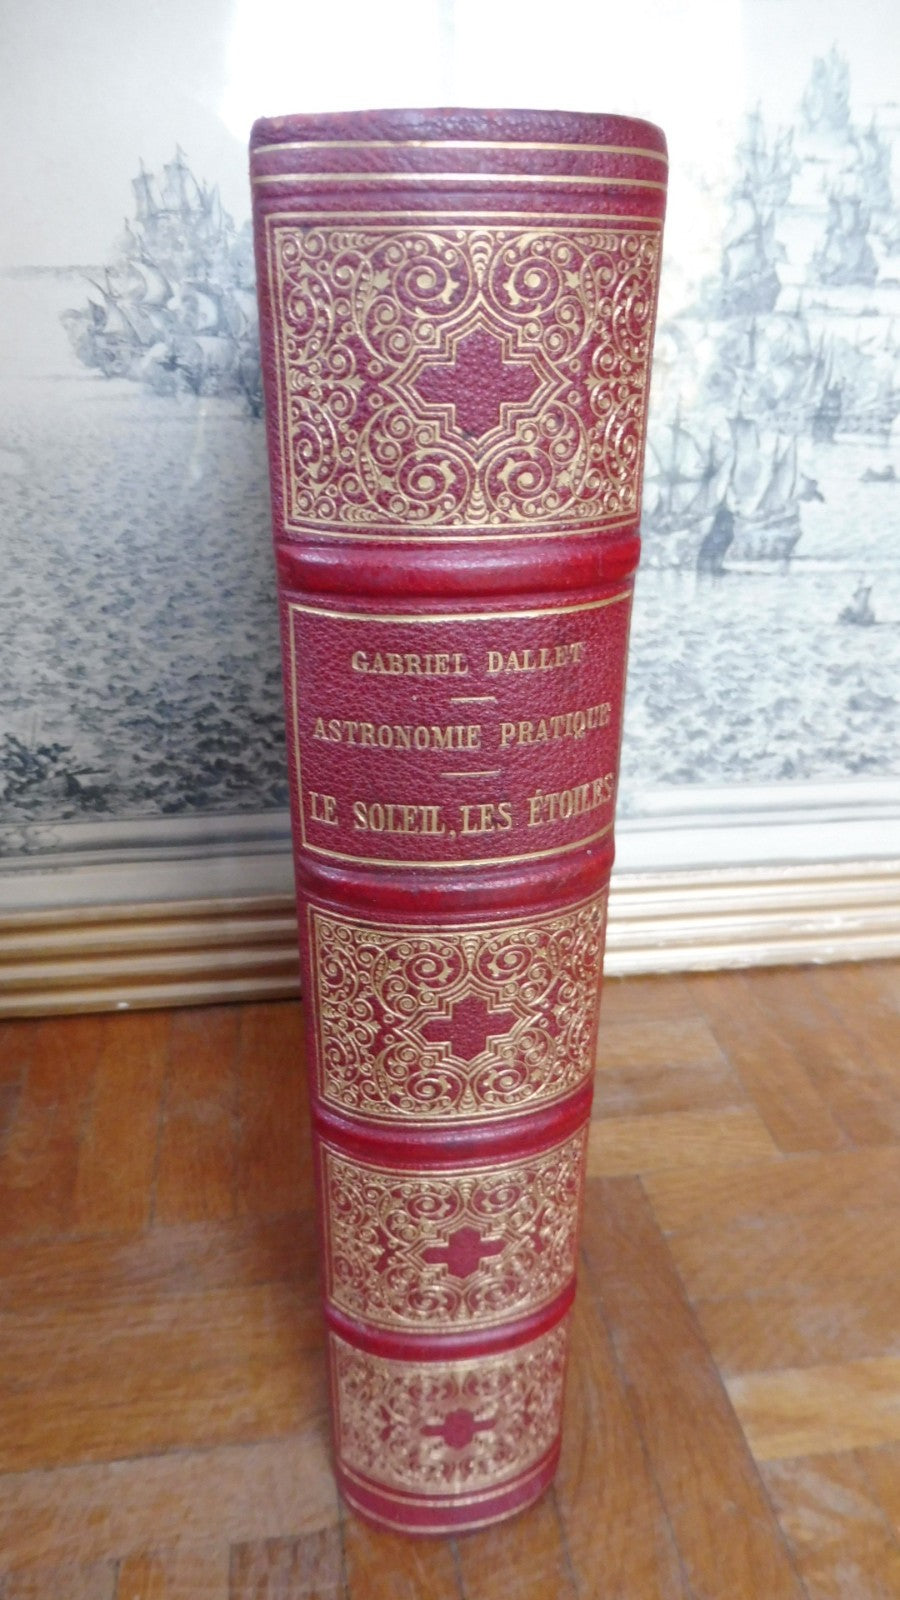 GABRIEL DALLET
ASTRONOMIE PRATIQUE
LE SOLEIL, LES ÉTOILES